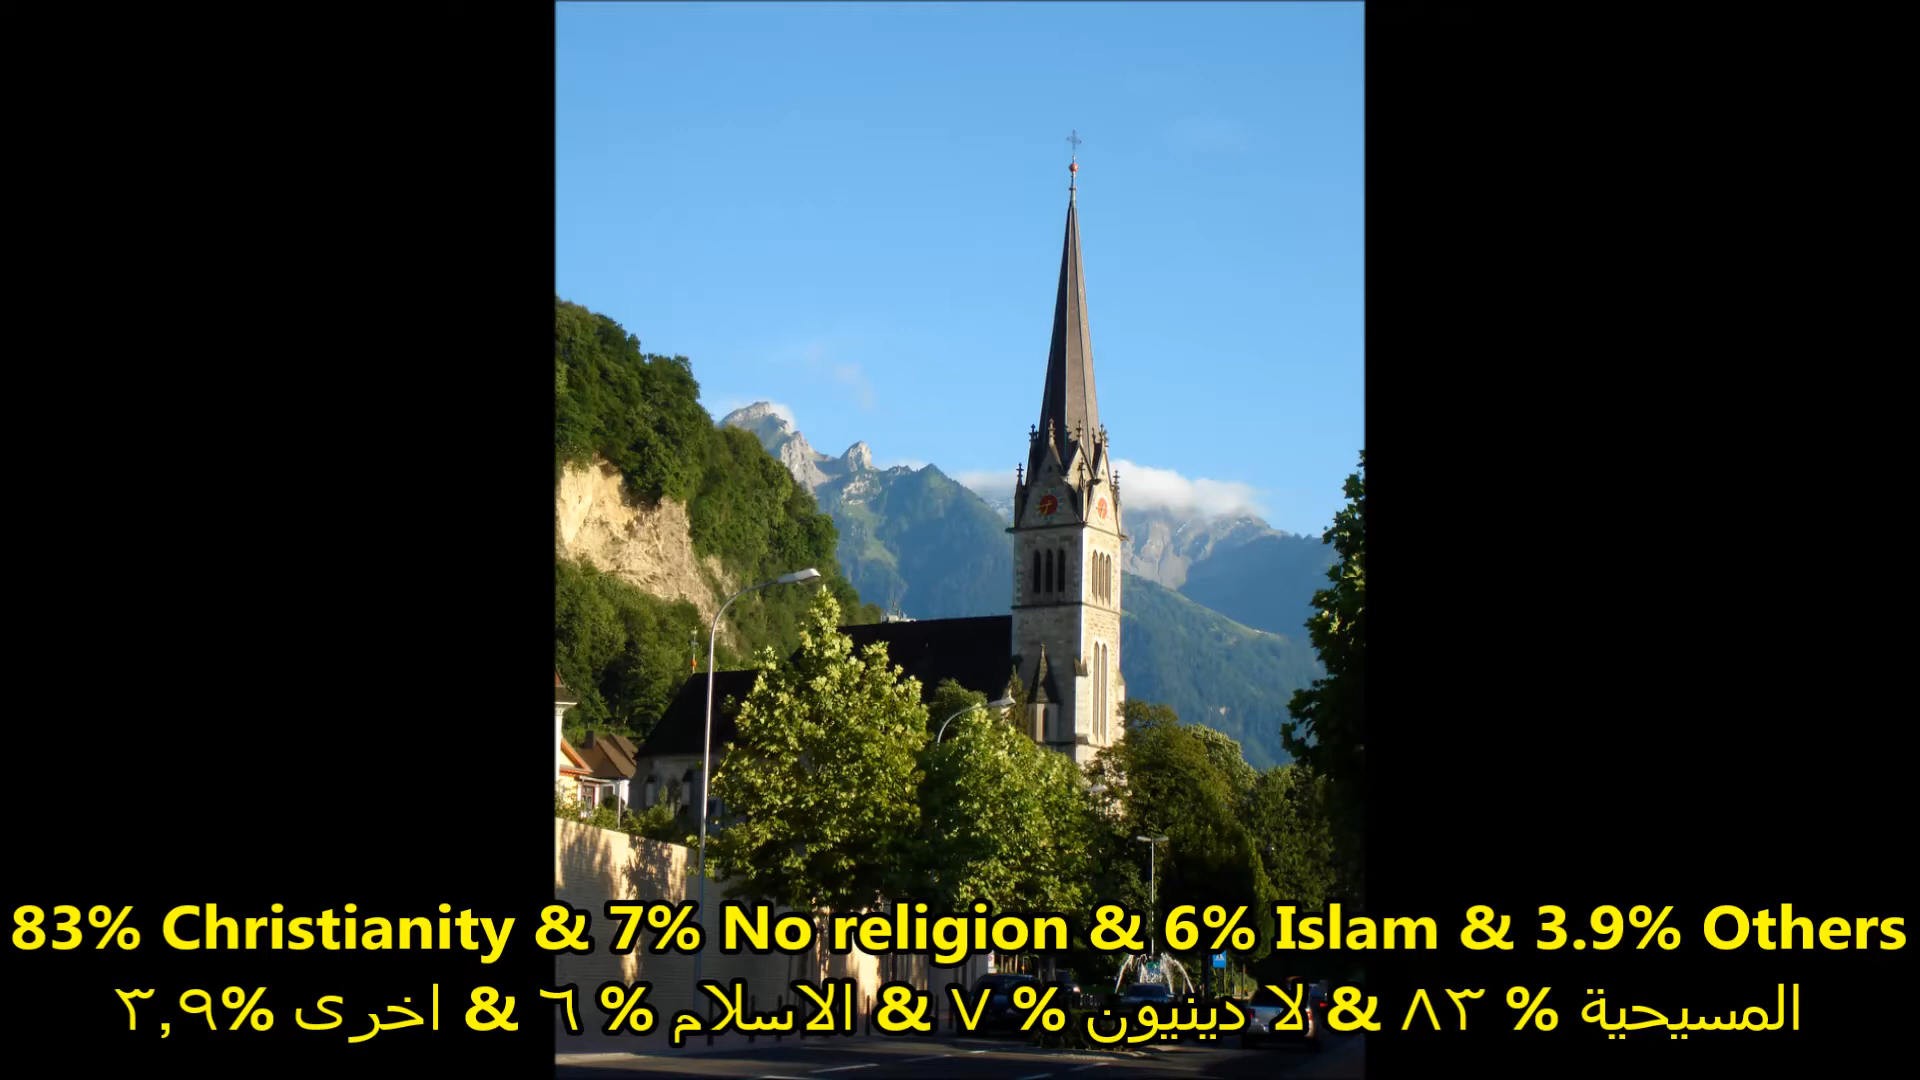 83% Christianity & 7% No religion & 6% Islam & 3.9% Others
المسيحية % ٨٣ & لا دينيون % ٧ & الاسلام % ٦ & اخرى %٣,٩